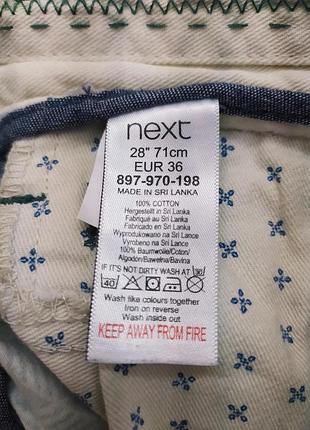 next
28" 71cm
EUR 36
897-970-198
MADE IN SRI LANKA
100% COTTON
Hergestellt in Sri Lanka
Fabriqué au Sri Lanka
Fabricado en Sri Lanka
Wyprodukowano na Sri Lance
Vyrobeno na Srí Lance
100% Baumwolle/Coton/
Algodón/Bawełna/Bavlna
IF IT'S NOT DIRTY WASH AT 30
40
Wash like colours together
Iron on reverse
Wash inside out
KEEP AWAY FROM FIRE